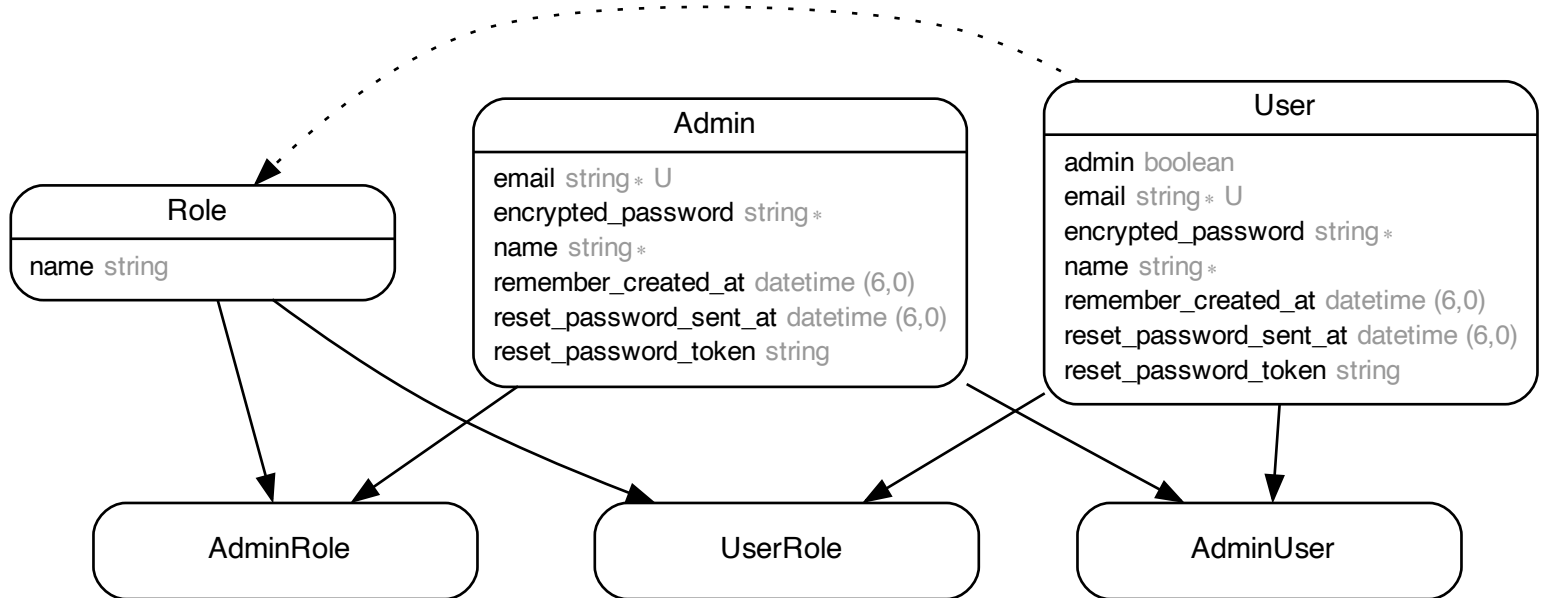 Role
name string
Admin
email string* U
encrypted_password string*
name string*
remember_created_at datetime (6,0)
reset_password_sent_at datetime (6,0)
reset_password_token string
User
admin boolean
email string* U
encrypted_password string*
name string*
remember_created_at datetime (6,0)
reset_password_sent_at datetime (6,0)
reset_password_token string
AdminRole
UserRole
AdminUser